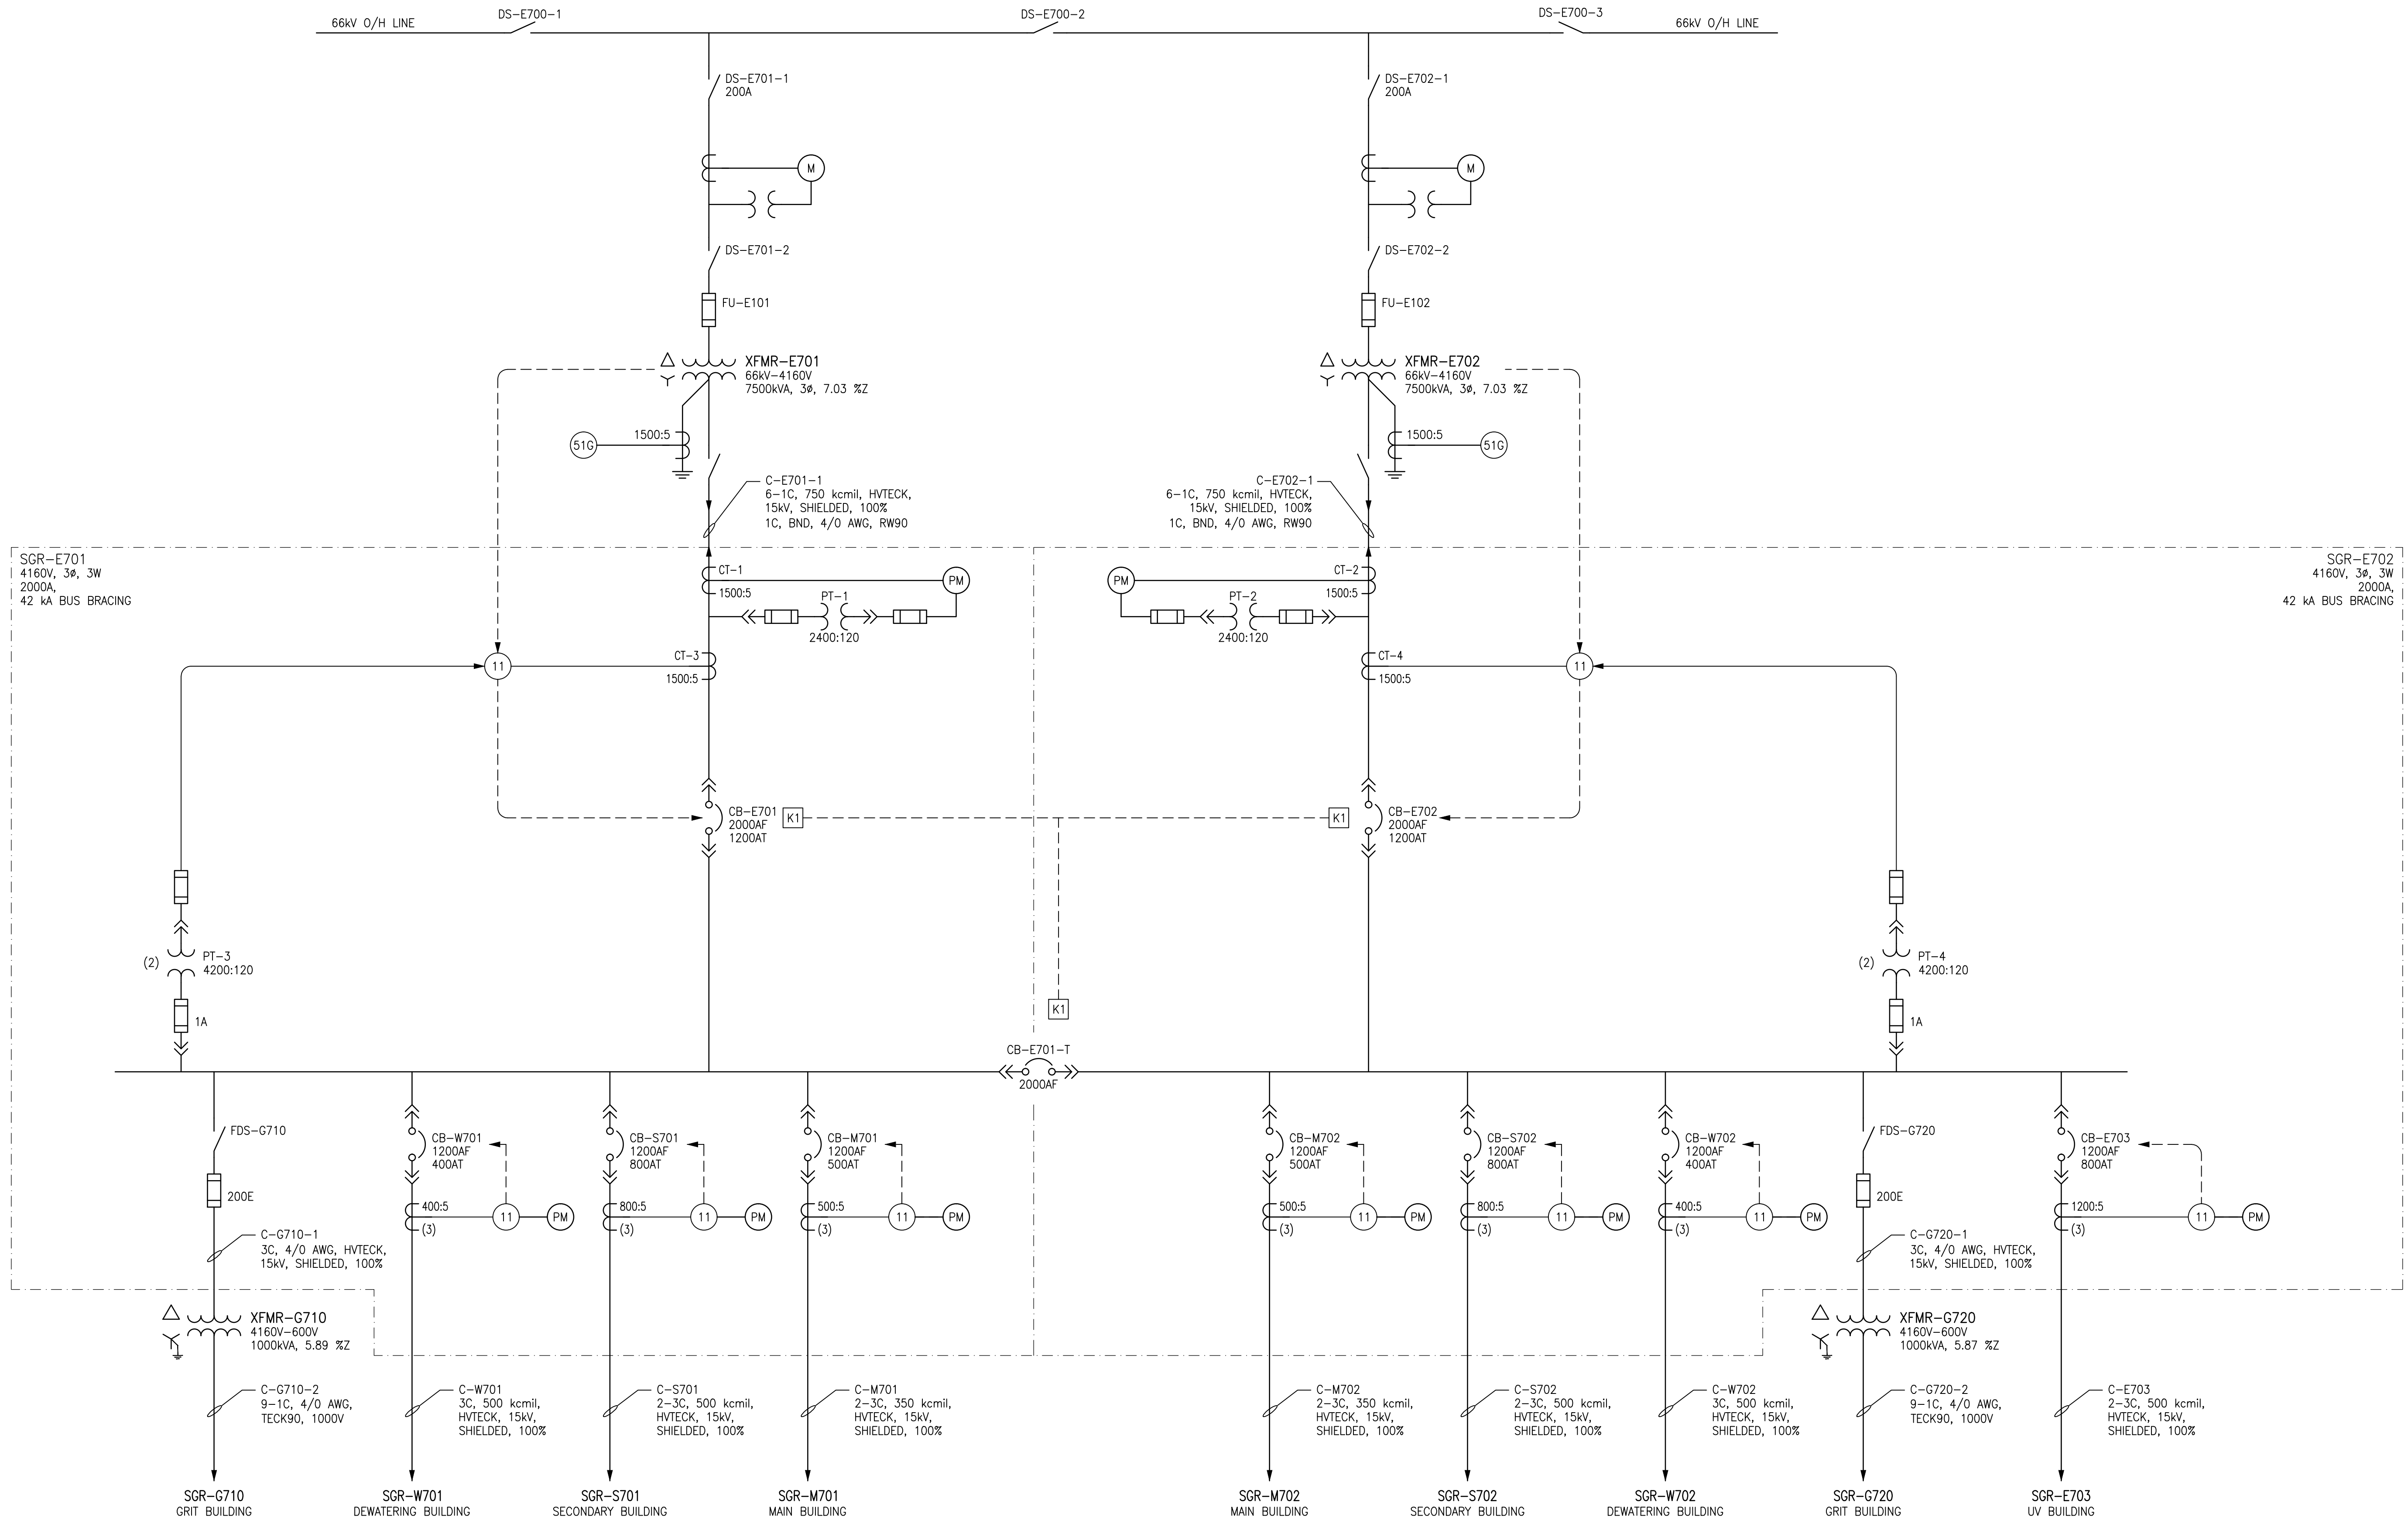 DS-E700-1
DS-E700-2
DS-E700-3
66kV O/H LINE
66kV O/H LINE
DS-E701-1
200A
DS-E702-1
200A
M
M
DS-E701-2
DS-E702-2
FU-E101
FU-E102
XFMR-E701
66kV-4160V
7500kVA, 3ø, 7.03 %Z
XFMR-E702
66kV-4160V
7500kVA, 3ø, 7.03 %Z
51G
1500:5
1500:5
51G
C-E701-1
6-1C, 750 kcmil, HVTECK,
15kV, SHIELDED, 100%
1C, BND, 4/0 AWG, RW90
C-E702-1
6-1C, 750 kcmil, HVTECK,
15kV, SHIELDED, 100%
1C, BND, 4/0 AWG, RW90
SGR-E701
4160V, 3ø, 3W
2000A,
42 kA BUS BRACING
SGR-E702
4160V, 3ø, 3W
2000A,
42 kA BUS BRACING
CT-1
1500:5
PM
PT-1
2400:120
PM
CT-2
1500:5
PT-2
2400:120
11
CT-3
1500:5
CT-4
1500:5
11
CB-E701
2000AF
1200AT
K1
K1
CB-E702
2000AF
1200AT
(2)
PT-3
4200:120
1A
K1
(2)
PT-4
4200:120
1A
CB-E701-T
2000AF
FDS-G710
200E
CB-W701
1200AF
400AT
400:5
(3)
11
PM
CB-S701
1200AF
800AT
800:5
(3)
11
PM
CB-M701
1200AF
500AT
500:5
(3)
11
PM
CB-M702
1200AF
500AT
500:5
(3)
11
PM
CB-S702
1200AF
800AT
800:5
(3)
11
PM
CB-W702
1200AF
400AT
400:5
(3)
11
PM
FDS-G720
200E
CB-E703
1200AF
800AT
1200:5
(3)
11
PM
C-G710-1
3C, 4/0 AWG, HVTECK,
15kV, SHIELDED, 100%
C-G720-1
3C, 4/0 AWG, HVTECK,
15kV, SHIELDED, 100%
XFMR-G710
4160V-600V
1000kVA, 5.89 %Z
XFMR-G720
4160V-600V
1000kVA, 5.87 %Z
C-G710-2
9-1C, 4/0 AWG,
TECK90, 1000V
C-W701
3C, 500 kcmil,
HVTECK, 15kV,
SHIELDED, 100%
C-S701
2-3C, 500 kcmil,
HVTECK, 15kV,
SHIELDED, 100%
C-M701
2-3C, 350 kcmil,
HVTECK, 15kV,
SHIELDED, 100%
C-M702
2-3C, 350 kcmil,
HVTECK, 15kV,
SHIELDED, 100%
C-S702
2-3C, 500 kcmil,
HVTECK, 15kV,
SHIELDED, 100%
C-W702
3C, 500 kcmil,
HVTECK, 15kV,
SHIELDED, 100%
C-G720-2
9-1C, 4/0 AWG,
TECK90, 1000V
C-E703
2-3C, 500 kcmil,
HVTECK, 15kV,
SHIELDED, 100%
SGR-G710
GRIT BUILDING
SGR-W701
DEWATERING BUILDING
SGR-S701
SECONDARY BUILDING
SGR-M701
MAIN BUILDING
SGR-M702
MAIN BUILDING
SGR-S702
SECONDARY BUILDING
SGR-W702
DEWATERING BUILDING
SGR-G720
GRIT BUILDING
SGR-E703
UV BUILDING